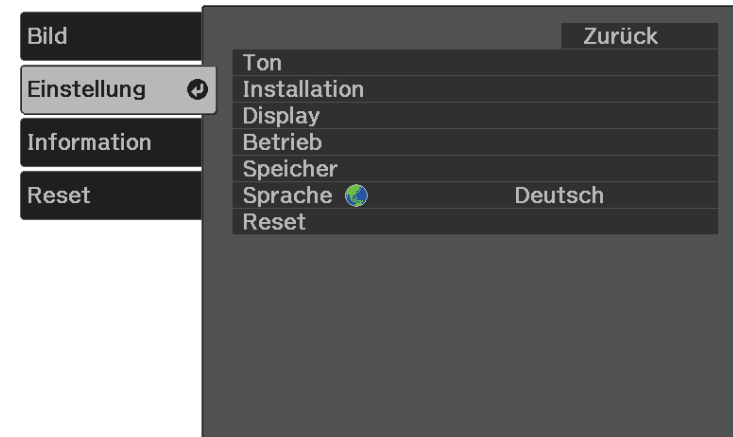 Bild
Einstellung
Information
Reset
Zurück
Ton
Installation
Display
Betrieb
Speicher
Sprache Deutsch
Reset